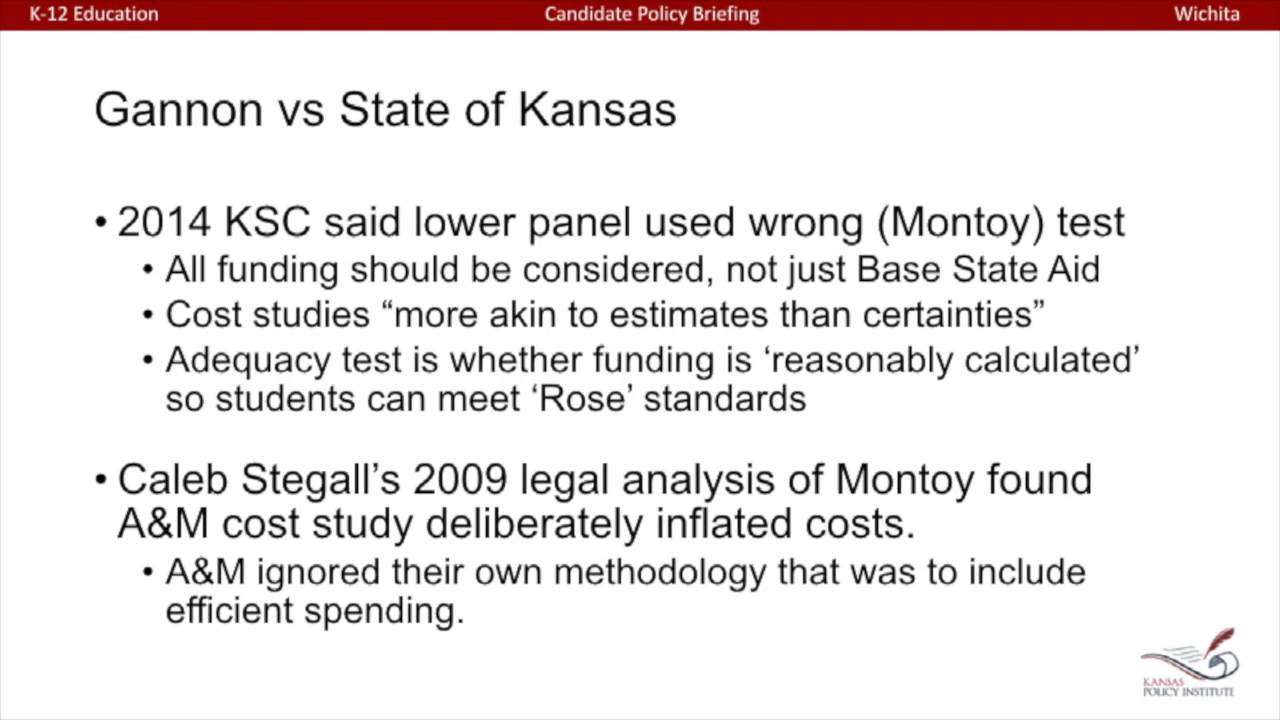 K-12 Education
Candidate Policy Briefing
Wichita
Gannon vs State of Kansas
• 2014 KSC said lower panel used wrong (Montoy) test
• All funding should be considered, not just Base State Aid
• Cost studies “more akin to estimates than certainties”
• Adequacy test is whether funding is ‘reasonably calculated’
so students can meet ‘Rose’ standards
• Caleb Stegall’s 2009 legal analysis of Montoy found
A&M cost study deliberately inflated costs.
• A&M ignored their own methodology that was to include
efficient spending.
KANSAS
POLICY INSTITUTE